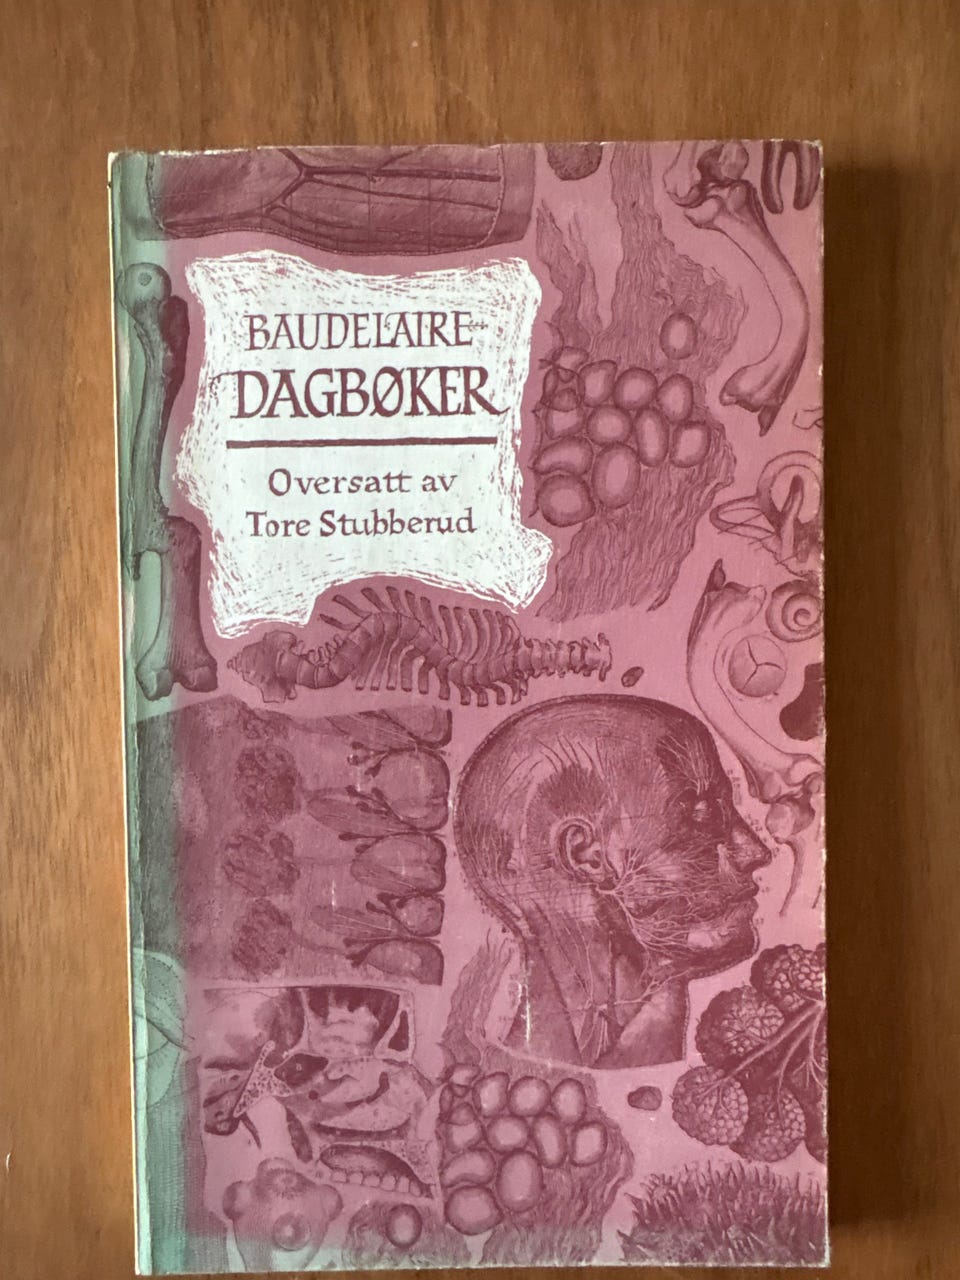 BAUDELAIRE
DAGBØKER
Oversatt av
Tore Stubberud